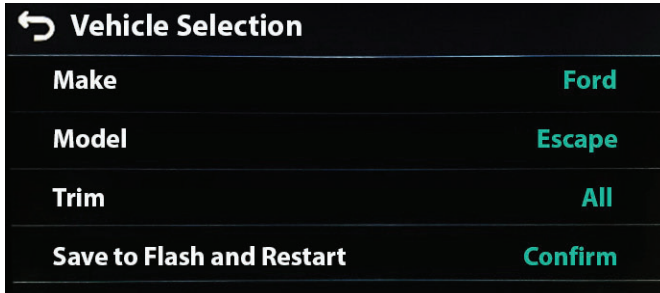 Vehicle Selection
Make Ford
Model Escape
Trim All
Save to Flash and Restart Confirm